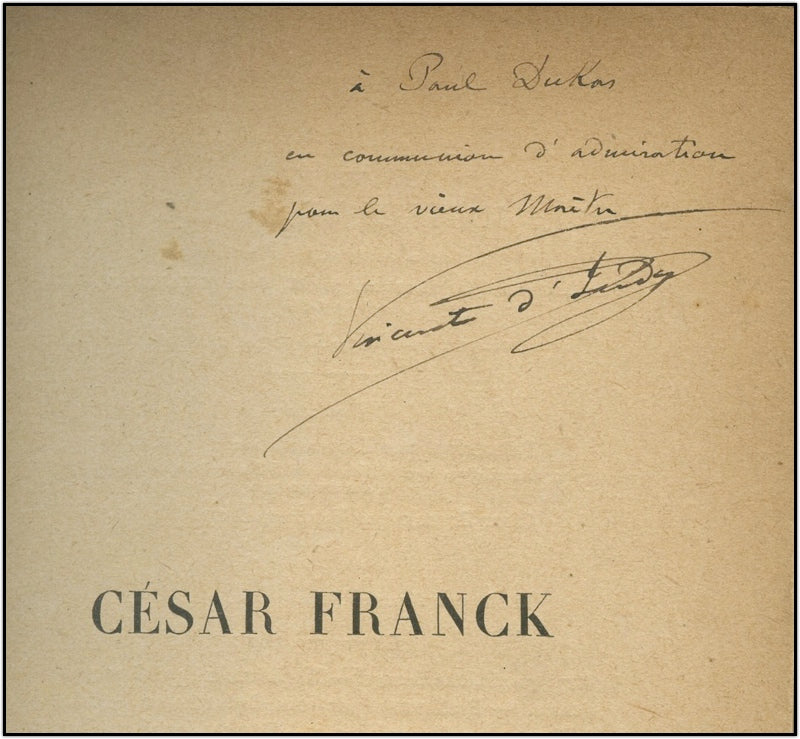 à Paul Dukas
en communion d'admiration
pour le vieux Maître
Vincent d'Indy
CÉSAR FRANCK